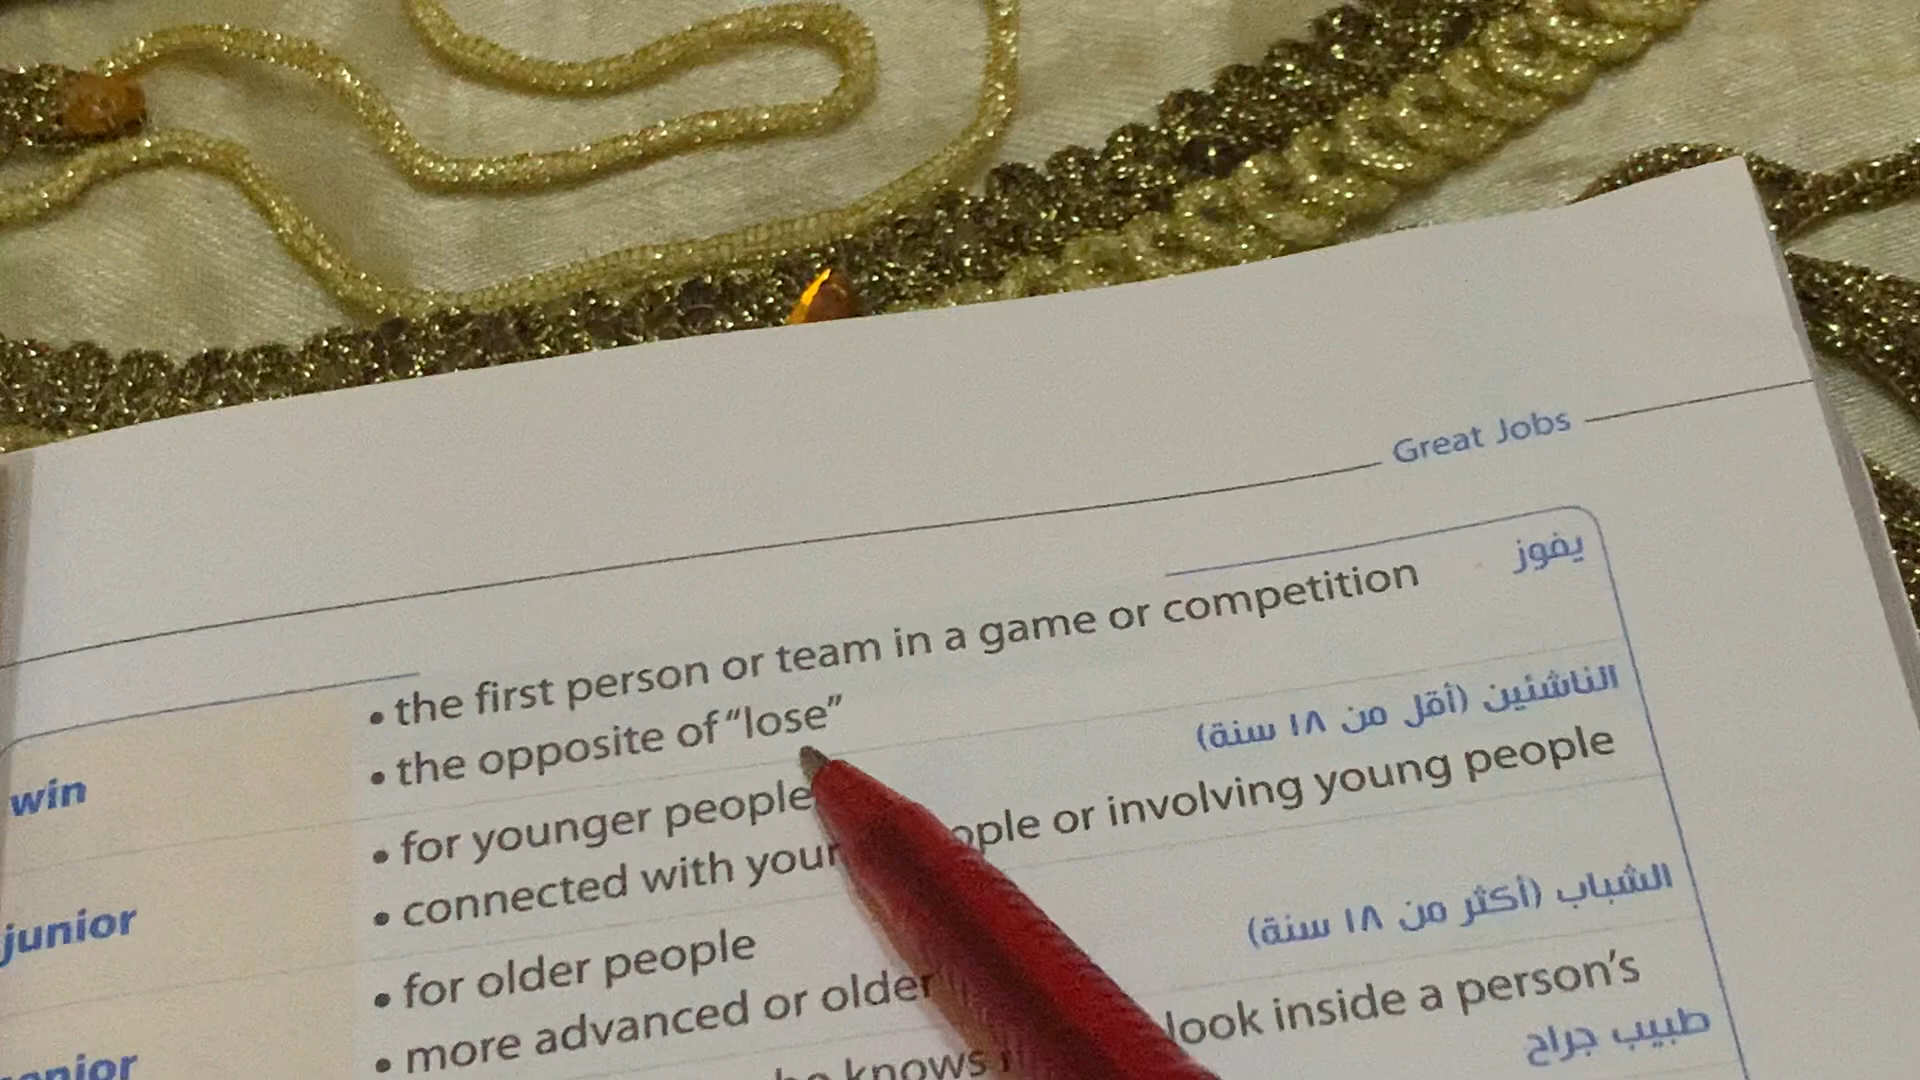 Great Jobs
win
• the first person or team in a game or competition
يفوز
• the opposite of “lose”
junior
• for younger people
الناشئين (أقل من ١٨ سنة)
• connected with your ople or involving young people
• for older people
الشباب (أكثر من ١٨ سنة)
• more advanced or older
knows look inside a person’s
طبيب جراح